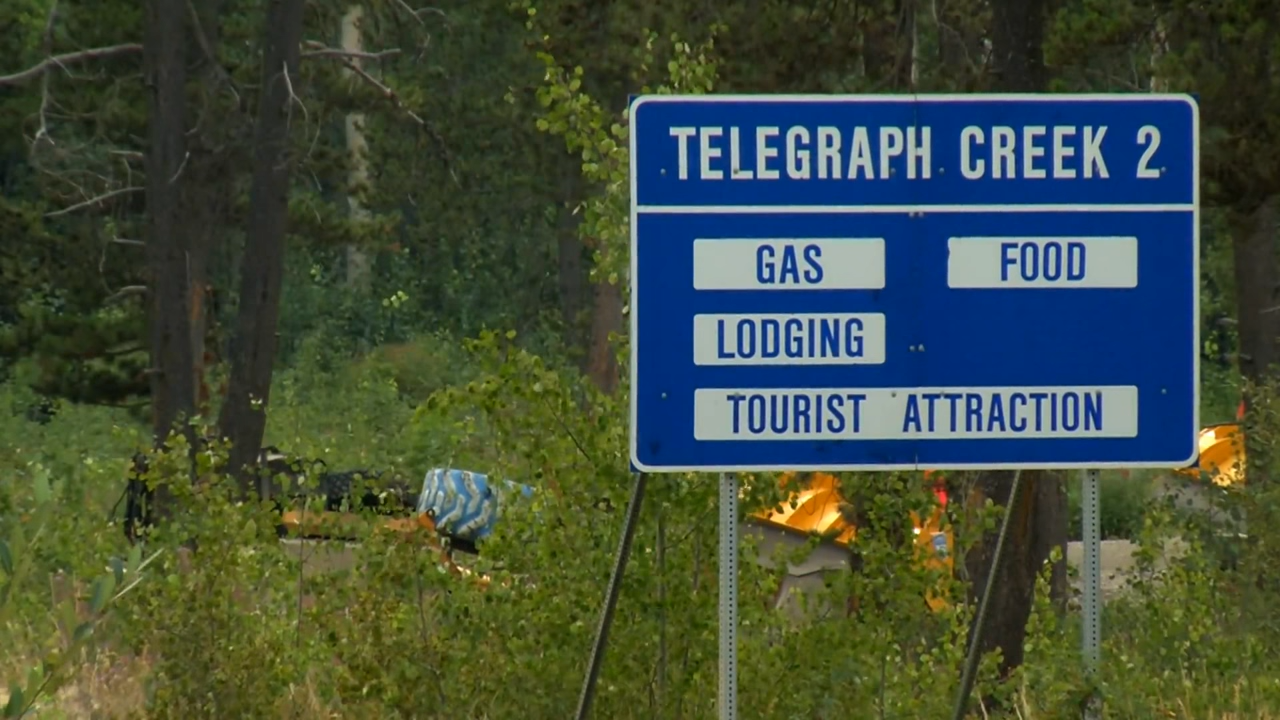 TELEGRAPH CREEK 2
GAS FOOD
LODGING
TOURIST ATTRACTION